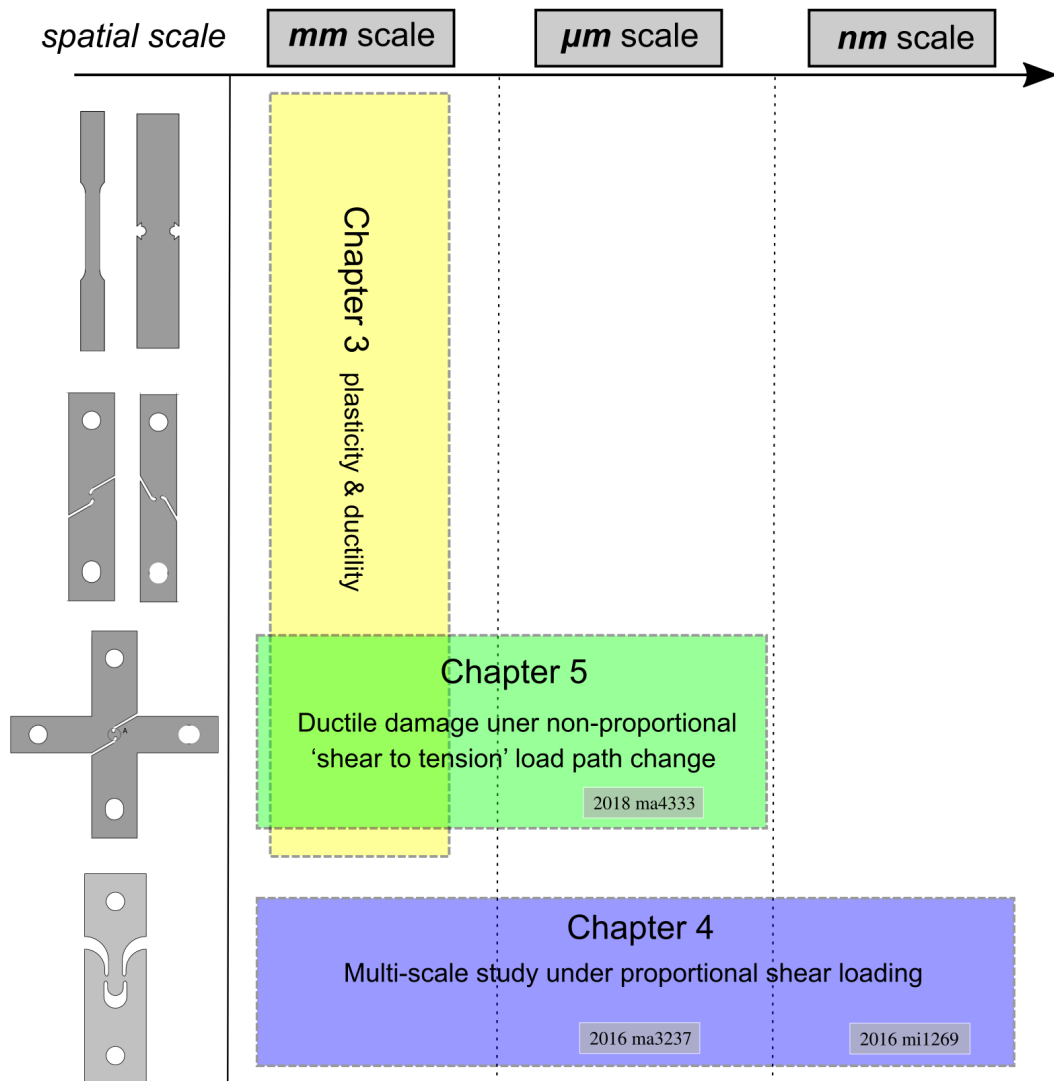 spatial scale
mm scale
μm scale
nm scale
Chapter 3 plasticity & ductility
Chapter 5
Ductile damage uner non-proportional
‘shear to tension’ load path change
2018 ma4333
A
Chapter 4
Multi-scale study under proportional shear loading
2016 ma3237
2016 mi1269